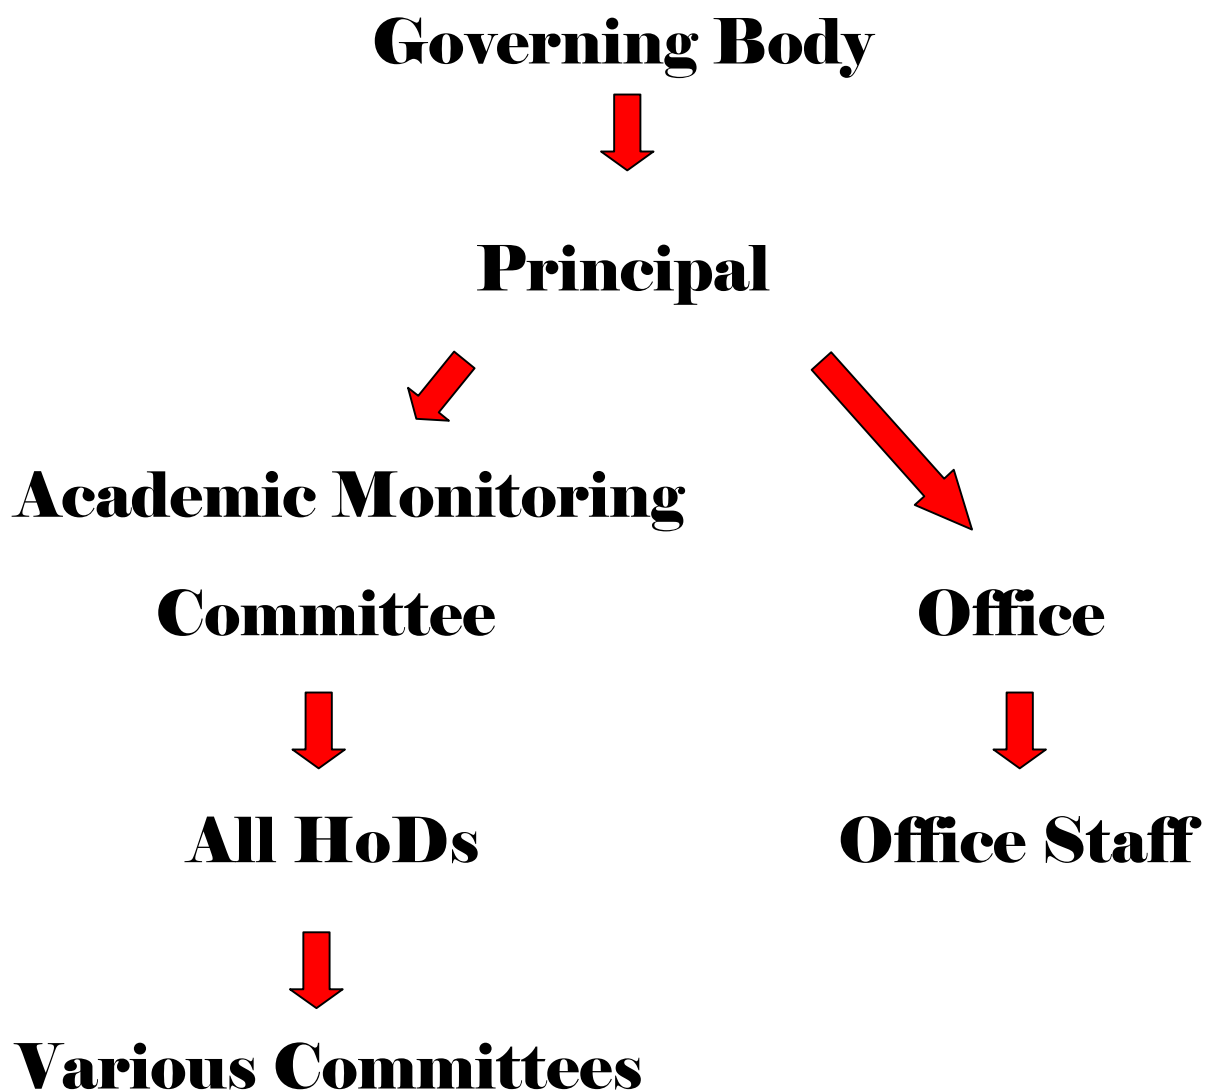 Governing Body
Principal
Academic Monitoring
Committee
Office
All HoDs
Office Staff
Various Committees